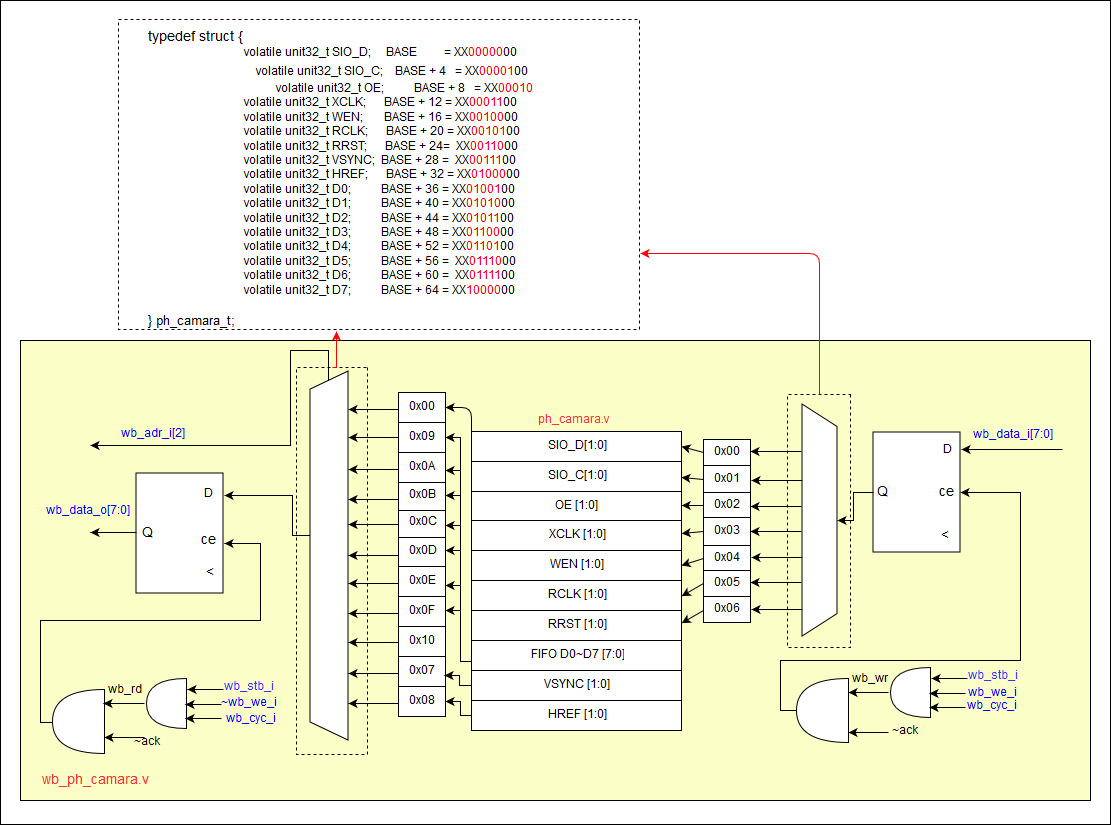 typedef struct {
volatile unit32_t SIO_D; BASE = XX0000000
volatile unit32_t SIO_C; BASE + 4 = XX0000100
volatile unit32_t OE; BASE + 8 = XX00010
volatile unit32_t XCLK; BASE + 12 = XX0001100
volatile unit32_t WEN; BASE + 16 = XX0010000
volatile unit32_t RCLK; BASE + 20 = XX0010100
volatile unit32_t RRST; BASE + 24= XX0011000
volatile unit32_t VSYNC; BASE + 28 = XX0011100
volatile unit32_t HREF; BASE + 32 = XX0100000
volatile unit32_t D0; BASE + 36 = XX0100100
volatile unit32_t D1; BASE + 40 = XX0101000
volatile unit32_t D2; BASE + 44 = XX0101100
volatile unit32_t D3; BASE + 48 = XX0110000
volatile unit32_t D4; BASE + 52 = XX0110100
volatile unit32_t D5; BASE + 56 = XX0111000
volatile unit32_t D6; BASE + 60 = XX0111100
volatile unit32_t D7; BASE + 64 = XX1000000
} ph_camara_t;
wb_adr_i[2]
wb_data_o[7:0]
D
Q
ce
<
wb_rd
wb_stb_i
~wb_we_i
wb_cyc_i
~ack
wb_ph_camara.v
0x00
0x09
0x0A
0x0B
0x0C
0x0D
0x0E
0x0F
0x10
0x07
0x08
ph_camara.v
SIO_D[1:0]
SIO_C[1:0]
OE [1:0]
XCLK [1:0]
WEN [1:0]
RCLK [1:0]
RRST [1:0]
FIFO D0~D7 [7:0]
VSYNC [1:0]
HREF [1:0]
0x00
0x01
0x02
0x03
0x04
0x05
0x06
wb_data_i[7:0]
D
Q
ce
<
wb_wr
wb_stb_i
wb_we_i
wb_cyc_i
~ack